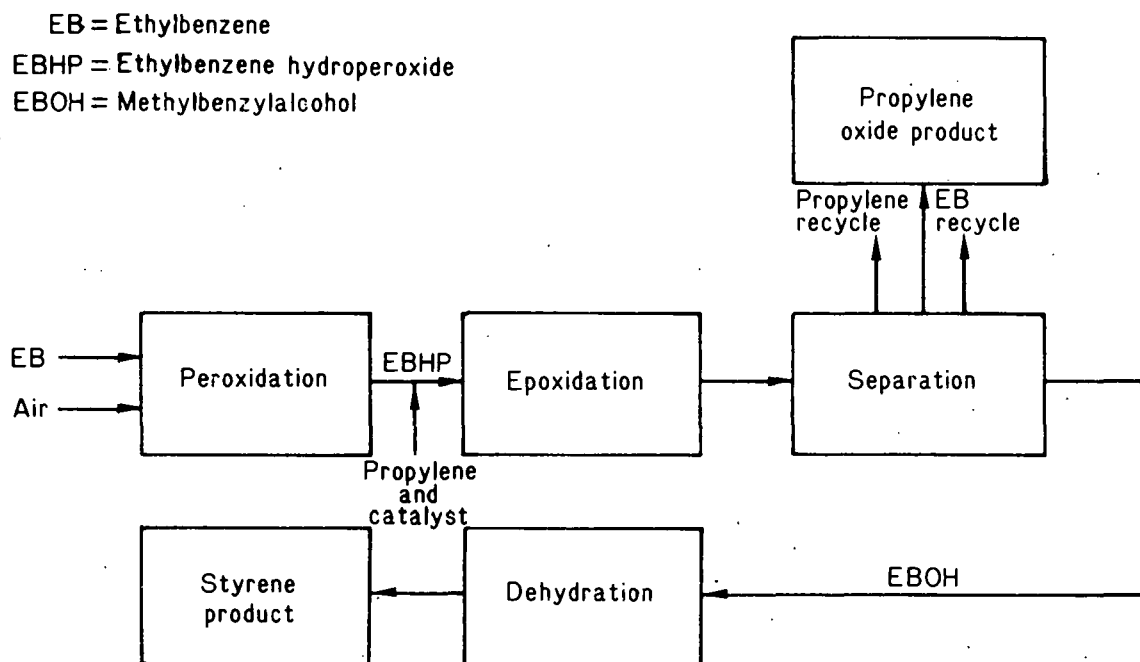 EB = Ethylbenzene
EBHP = Ethylbenzene hydroperoxide
EBOH = Methylbenzylalcohol
Propylene
oxide product
Propylene
recycle
EB
recycle
EB
Air
Peroxidation
EBHP
Propylene
and
catalyst
Epoxidation
Separation
EBOH
Dehydration
Styrene
product